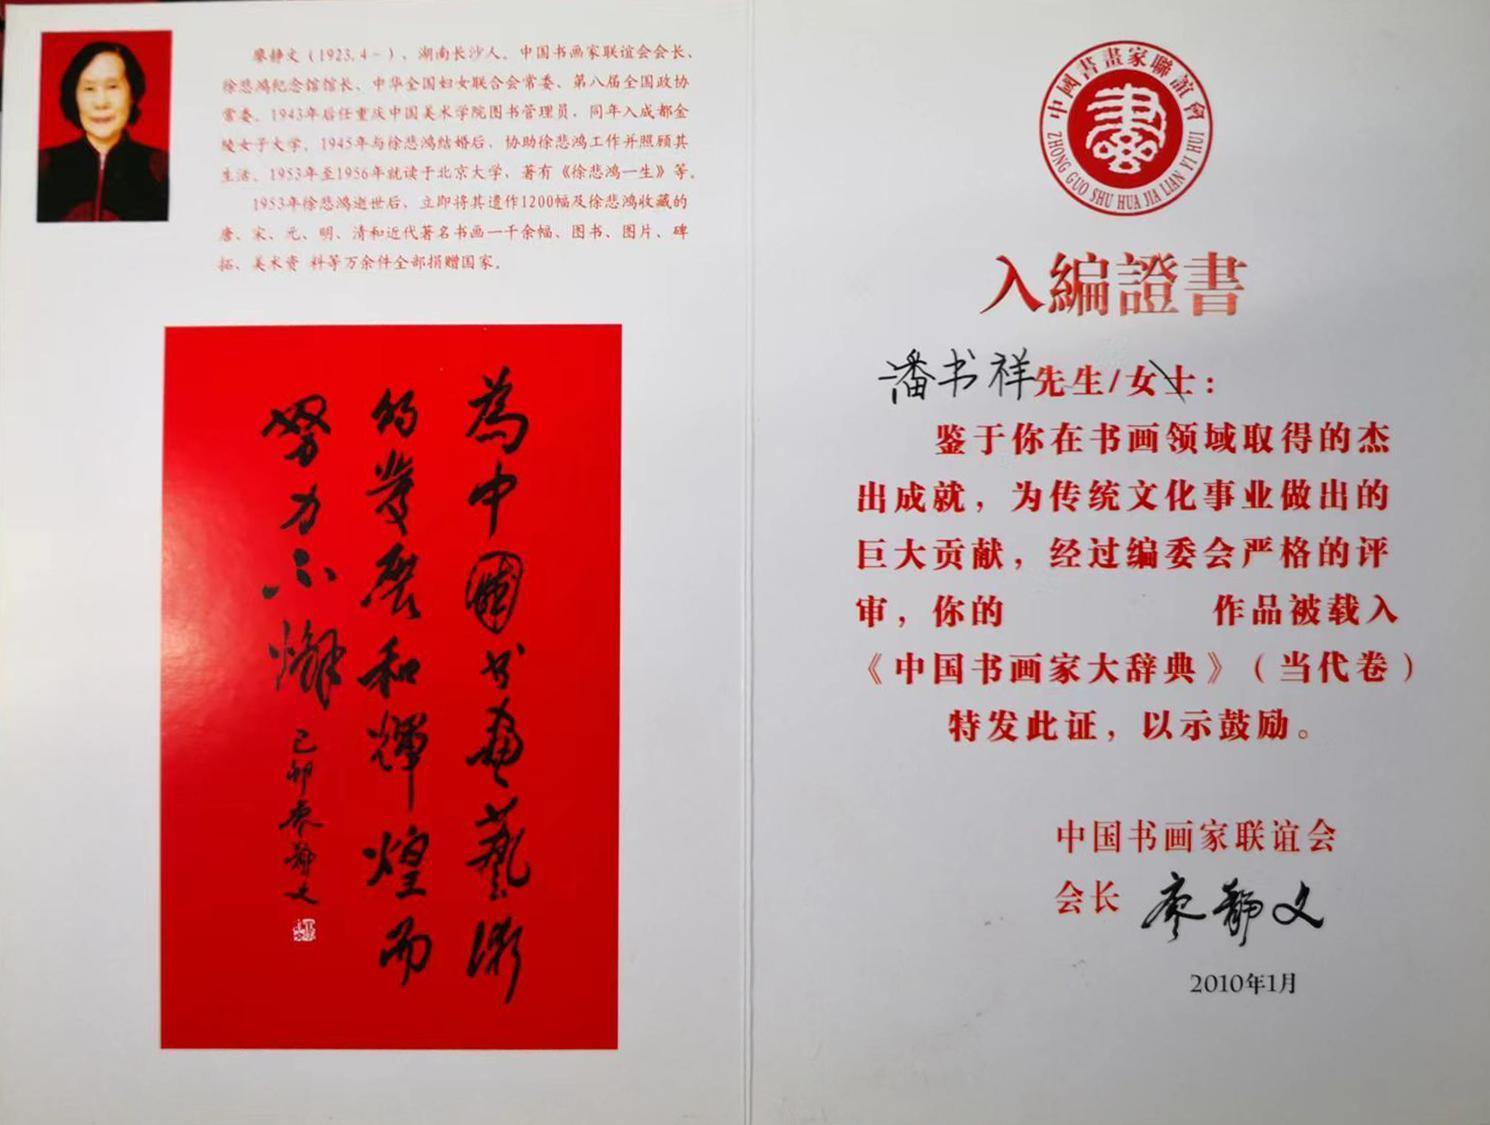 廖静文（1923.4－）、湖南长沙人。中国书画家联谊会会长、
徐悲鸿纪念馆馆长、中华全国妇女联合会常委、第八届全国政协
常委。1943年后任重庆中国美术学院图书管理员，同年入成都金
陵女子大学。1945年与徐悲鸿结婚后，协助徐悲鸿工作并照顾其
生活。1953年至1956年就读于北京大学，著有《徐悲鸿一生》等。
1953年徐悲鸿逝世后，立即将其遗作1200幅及徐悲鸿收藏的
唐、宋、元、明、清和近代著名书画一千余幅、图书、图片、碑
拓、美术资 料等万余件全部捐赠国家。
為中國书画藝術
的发展和輝煌而
努力不懈
己卯廖静文
中國書畫家聯誼會
ZHONG GUO SHU HUA JIA LIAN YI HUI
入編證書
潘书祥先生/女士：
鉴于你在书画领域取得的杰
出成就，为传统文化事业做出的
巨大贡献，经过编委会严格的评
审，你的 作品被载入
《中国书画家大辞典》（当代卷）
特发此证，以示鼓励。
中国书画家联谊会
会长 廖静文
2010年1月